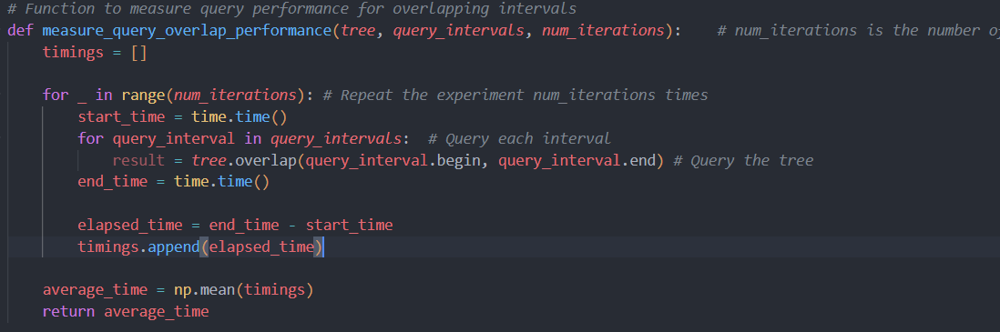 # Function to measure query performance for overlapping intervals
def measure_query_overlap_performance(tree, query_intervals, num_iterations):    # num_iterations is the number
    timings = []
    for _ in range(num_iterations): # Repeat the experiment num_iterations times
        start_time = time.time()
        for query_interval in query_intervals:  # Query each interval
            result = tree.overlap(query_interval.begin, query_interval.end) # Query the tree
        end_time = time.time()
        elapsed_time = end_time - start_time
        timings.append(elapsed_time)
    average_time = np.mean(timings)
    return average_time